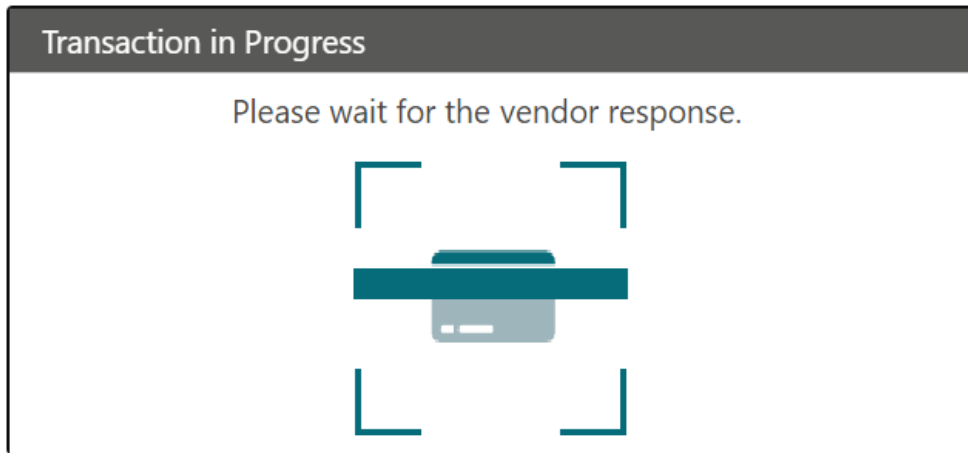 Transaction in Progress
Please wait for the vendor response.